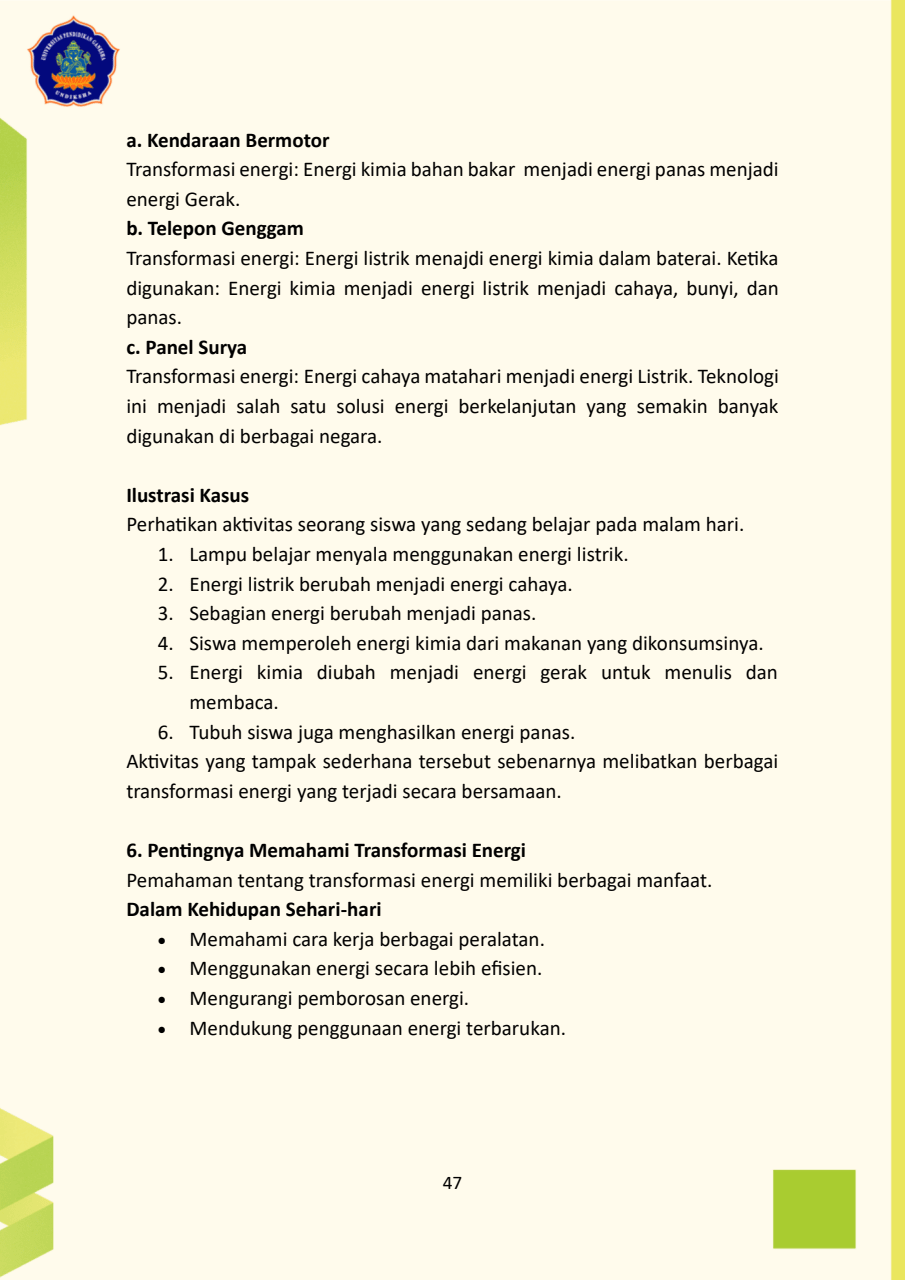 UNIVERSITAS PENDIDIKAN GANESHA
UNDIKSHA
a. Kendaraan Bermotor
Transformasi energi: Energi kimia bahan bakar  menjadi energi panas menjadi
energi Gerak.
b. Telepon Genggam
Transformasi energi: Energi listrik menajdi energi kimia dalam baterai. Ketika
digunakan: Energi kimia menjadi energi listrik menjadi cahaya, bunyi, dan
panas.
c. Panel Surya
Transformasi energi: Energi cahaya matahari menjadi energi Listrik. Teknologi
ini menjadi salah satu solusi energi berkelanjutan yang semakin banyak
digunakan di berbagai negara.
Ilustrasi Kasus
Perhatikan aktivitas seorang siswa yang sedang belajar pada malam hari.
1. Lampu belajar menyala menggunakan energi listrik.
2. Energi listrik berubah menjadi energi cahaya.
3. Sebagian energi berubah menjadi panas.
4. Siswa memperoleh energi kimia dari makanan yang dikonsumsinya.
5. Energi kimia diubah menjadi energi gerak untuk menulis dan
membaca.
6. Tubuh siswa juga menghasilkan energi panas.
Aktivitas yang tampak sederhana tersebut sebenarnya melibatkan berbagai
transformasi energi yang terjadi secara bersamaan.
6. Pentingnya Memahami Transformasi Energi
Pemahaman tentang transformasi energi memiliki berbagai manfaat.
Dalam Kehidupan Sehari-hari
• Memahami cara kerja berbagai peralatan.
• Menggunakan energi secara lebih efisien.
• Mengurangi pemborosan energi.
• Mendukung penggunaan energi terbarukan.
47